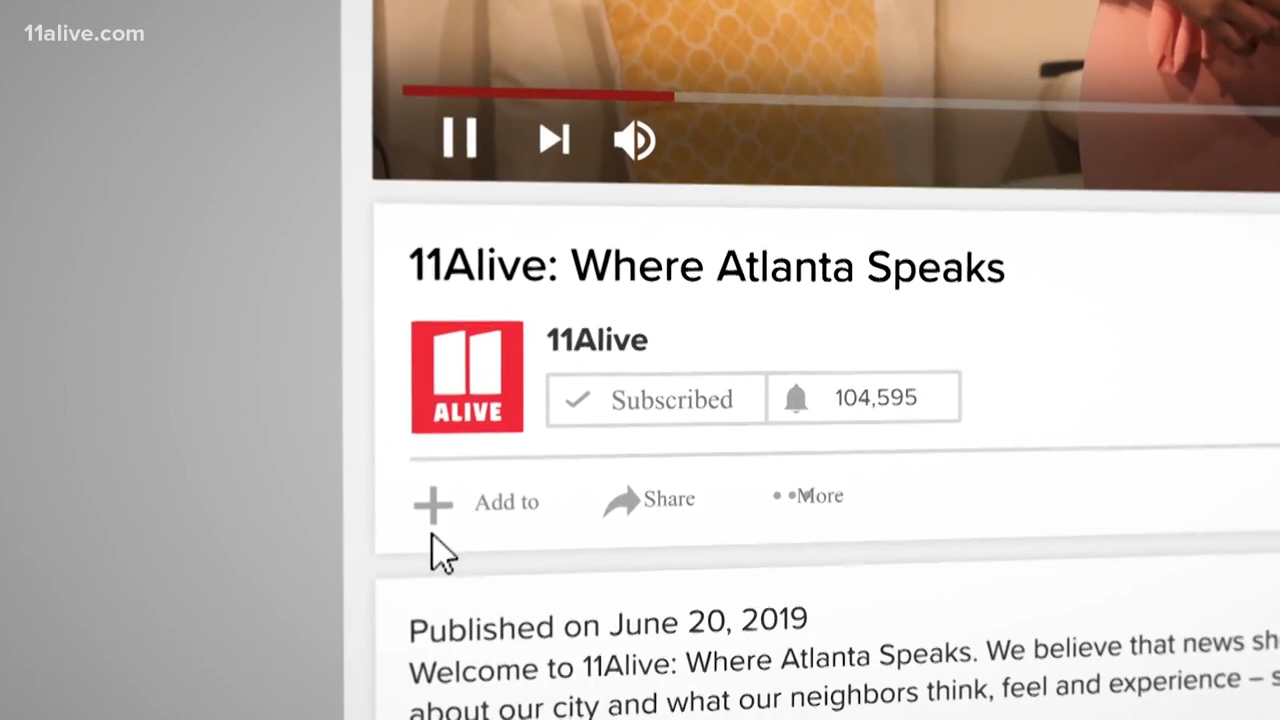 11alive.com
11Alive: Where Atlanta Speaks
ALIVE
11Alive
Subscribed 104,595
Add to Share More
Published on June 20, 2019
Welcome to 11Alive: Where Atlanta Speaks. We believe that news sh
about our city and what our neighbors think, feel and experience – s